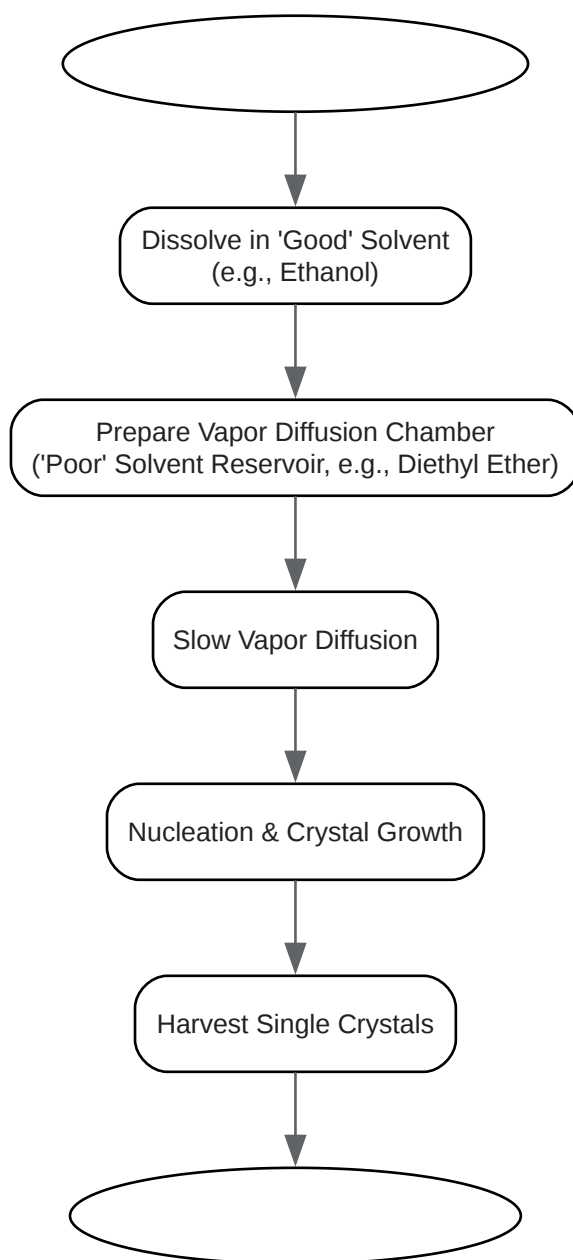 Dissolve in 'Good' Solvent
(e.g., Ethanol)
Prepare Vapor Diffusion Chamber
('Poor' Solvent Reservoir, e.g., Diethyl Ether)
Slow Vapor Diffusion
Nucleation & Crystal Growth
Harvest Single Crystals